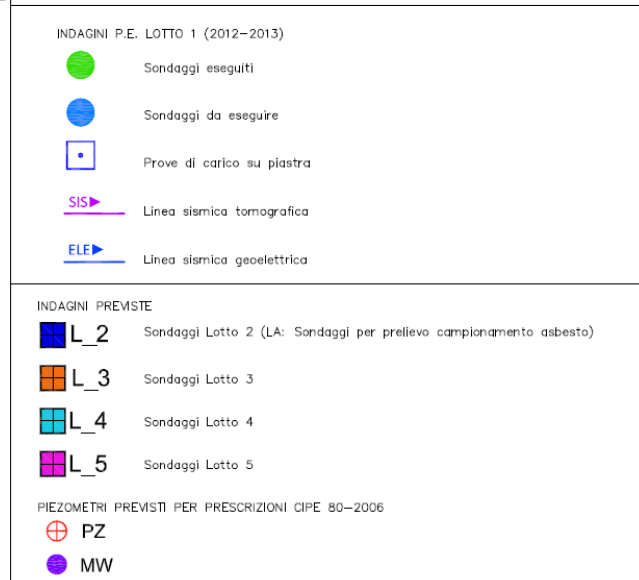 INDAGINI P.E. LOTTO 1 (2012–2013)
Sondaggi eseguiti
Sondaggi da eseguire
Prove di carico su piastra
SIS Linea sismica tomografica
ELE Linea sismica geoelettrica
INDAGINI PREVISTE
L_2 Sondaggi Lotto 2 (LA: Sondaggi per prelievo campionamento asbesto)
L_3 Sondaggi Lotto 3
L_4 Sondaggi Lotto 4
L_5 Sondaggi Lotto 5
PIEZOMETRI PREVISTI PER PRESCRIZIONI CIPE 80–2006
PZ
MW